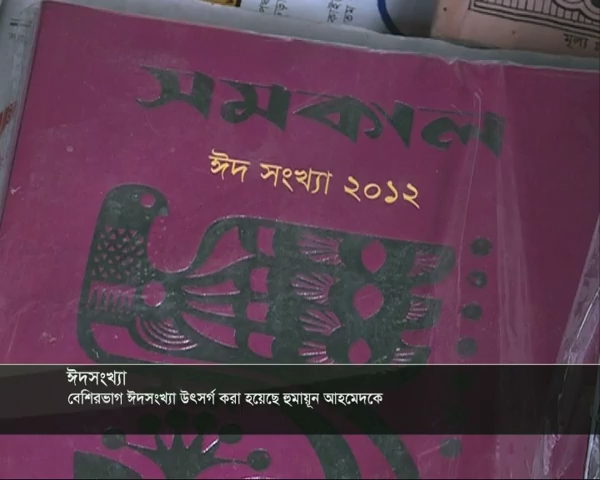 সমকাল
ঈদ সংখ্যা ২০১২
ঈদসংখ্যা
বেশিরভাগ ঈদসংখ্যা উৎসর্গ করা হয়েছে হুমায়ূন আহমেদকে
মূল্য